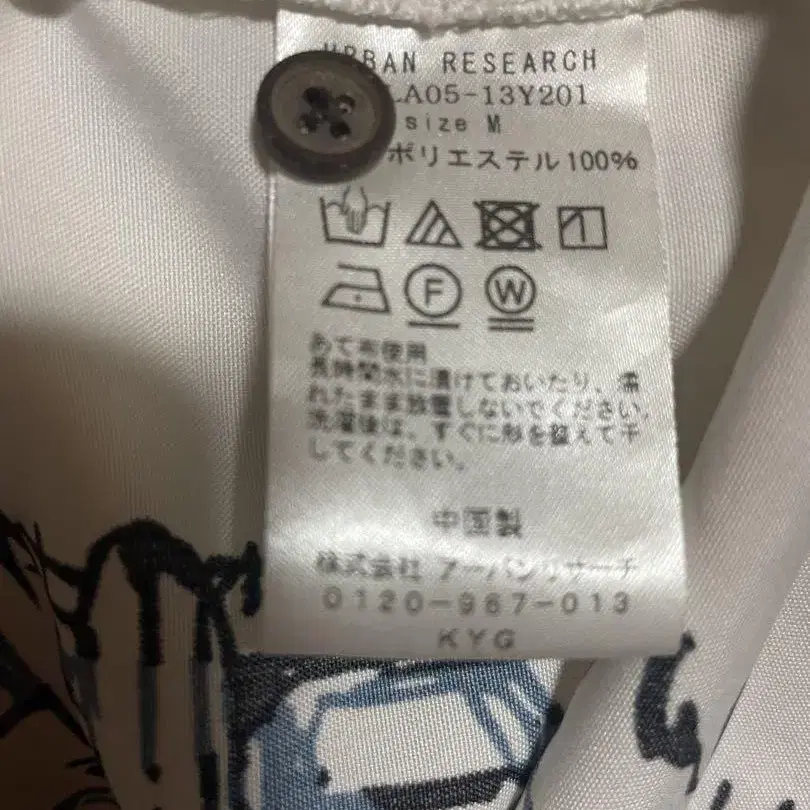 URBAN RESEARCH
LA05-13Y201
size M
ポリエステル 100%
F
W
あて布使用
長時間水に漬けておいたり、濡
れたまま放置しないでください。
洗濯後は、すぐに形を整えて干
してください。
中国製
株式会社 アーバンリサーチ
0120-967-013
KYG